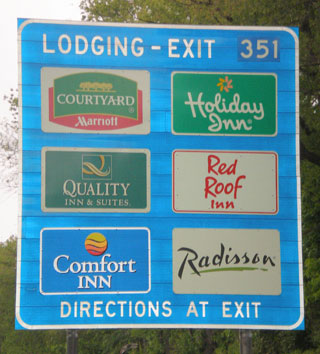 LODGING - EXIT 351
COURTYARD
Marriott
Holiday
Inn
QUALITY
INN & SUITES
Red
Roof
Inn
Comfort
INN
Radisson
DIRECTIONS AT EXIT